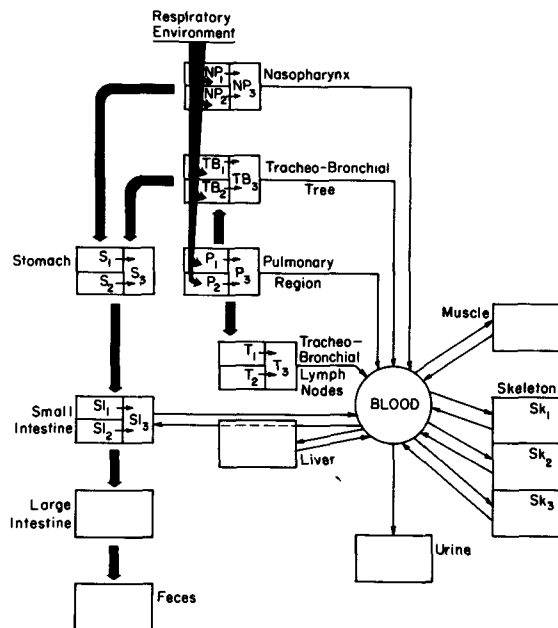 Respiratory
Environment
NP1
NP2
NP3
Nasopharynx
TB1
TB2
TB3
Tracheo-Bronchial
Tree
Stomach
S1
S2
S3
P1
P2
P3
Pulmonary
Region
Muscle
T1
T2
T3
Tracheo-
Bronchial
Lymph
Nodes
BLOOD
Skeleton
Sk1
Sk2
Sk3
Small
Intestine
SI1
SI2
SI3
Liver
Large
Intestine
Urine
Feces